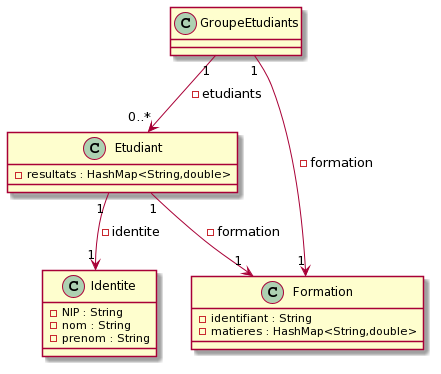 C GroupeEtudiants
1
1
etudiants
0..*
formation
C Etudiant
resultats : HashMap<String,double>
1
1
identite
formation
1
1
1
C Identite
NIP : String
nom : String
prenom : String
C Formation
identifiant : String
matieres : HashMap<String,double>